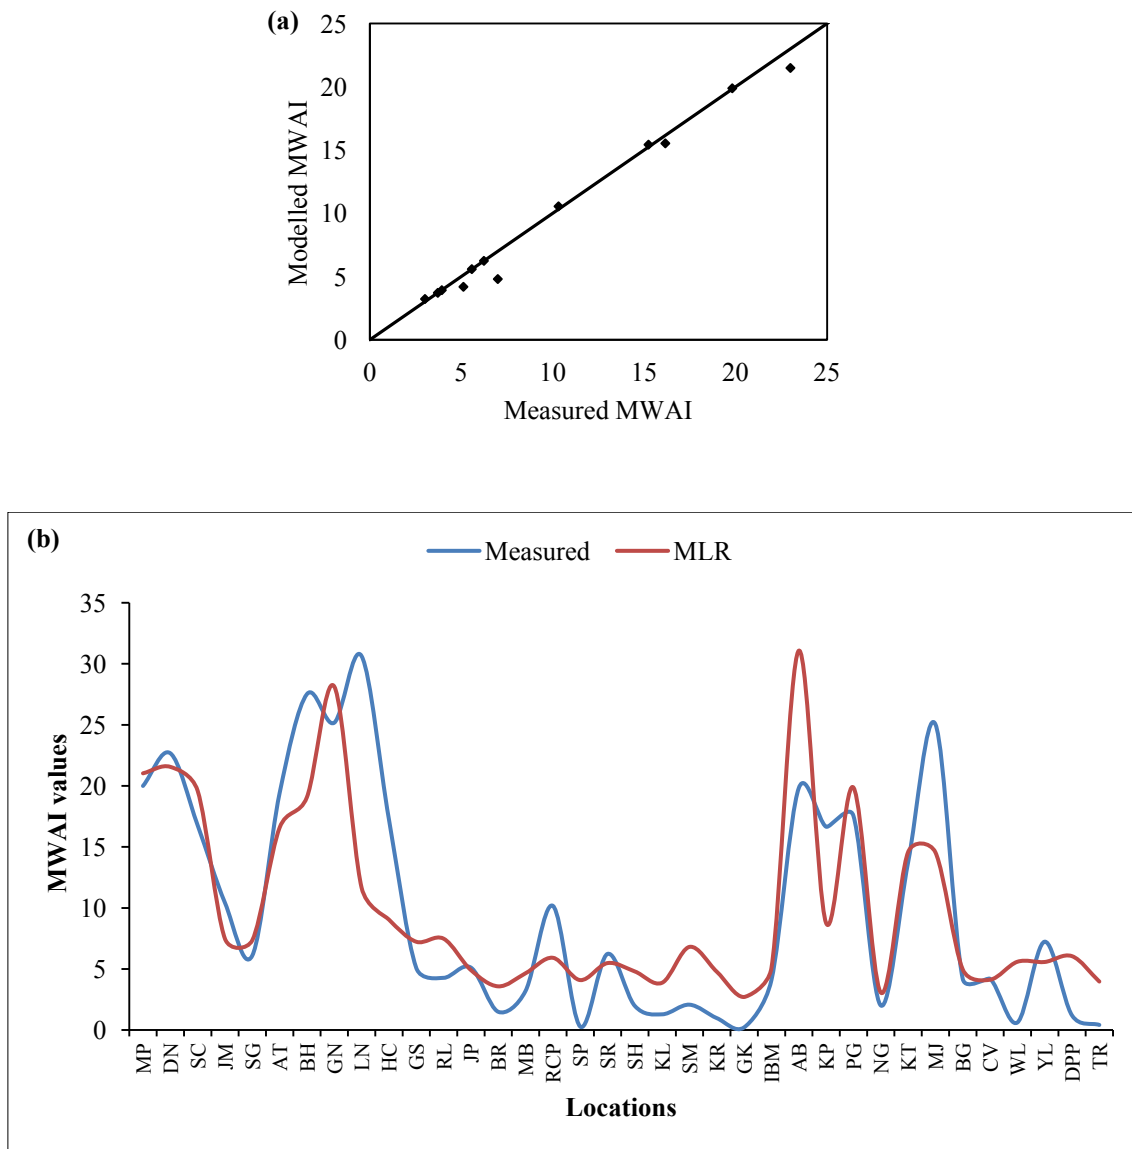 (a)
25
20
15
10
5
0
Modelled MWAI
0 5 10 15 20 25
Measured MWAI
(b)
Measured MLR
35
30
25
20
15
10
5
0
MWAI values
MP DN SC JM SG AT BH GN LN HC GS RL JP BR MB RCP SP SR SH KL SM KR GK IBM AB KP PG NG KT MJ BG CV WL YL DPP TR
Locations